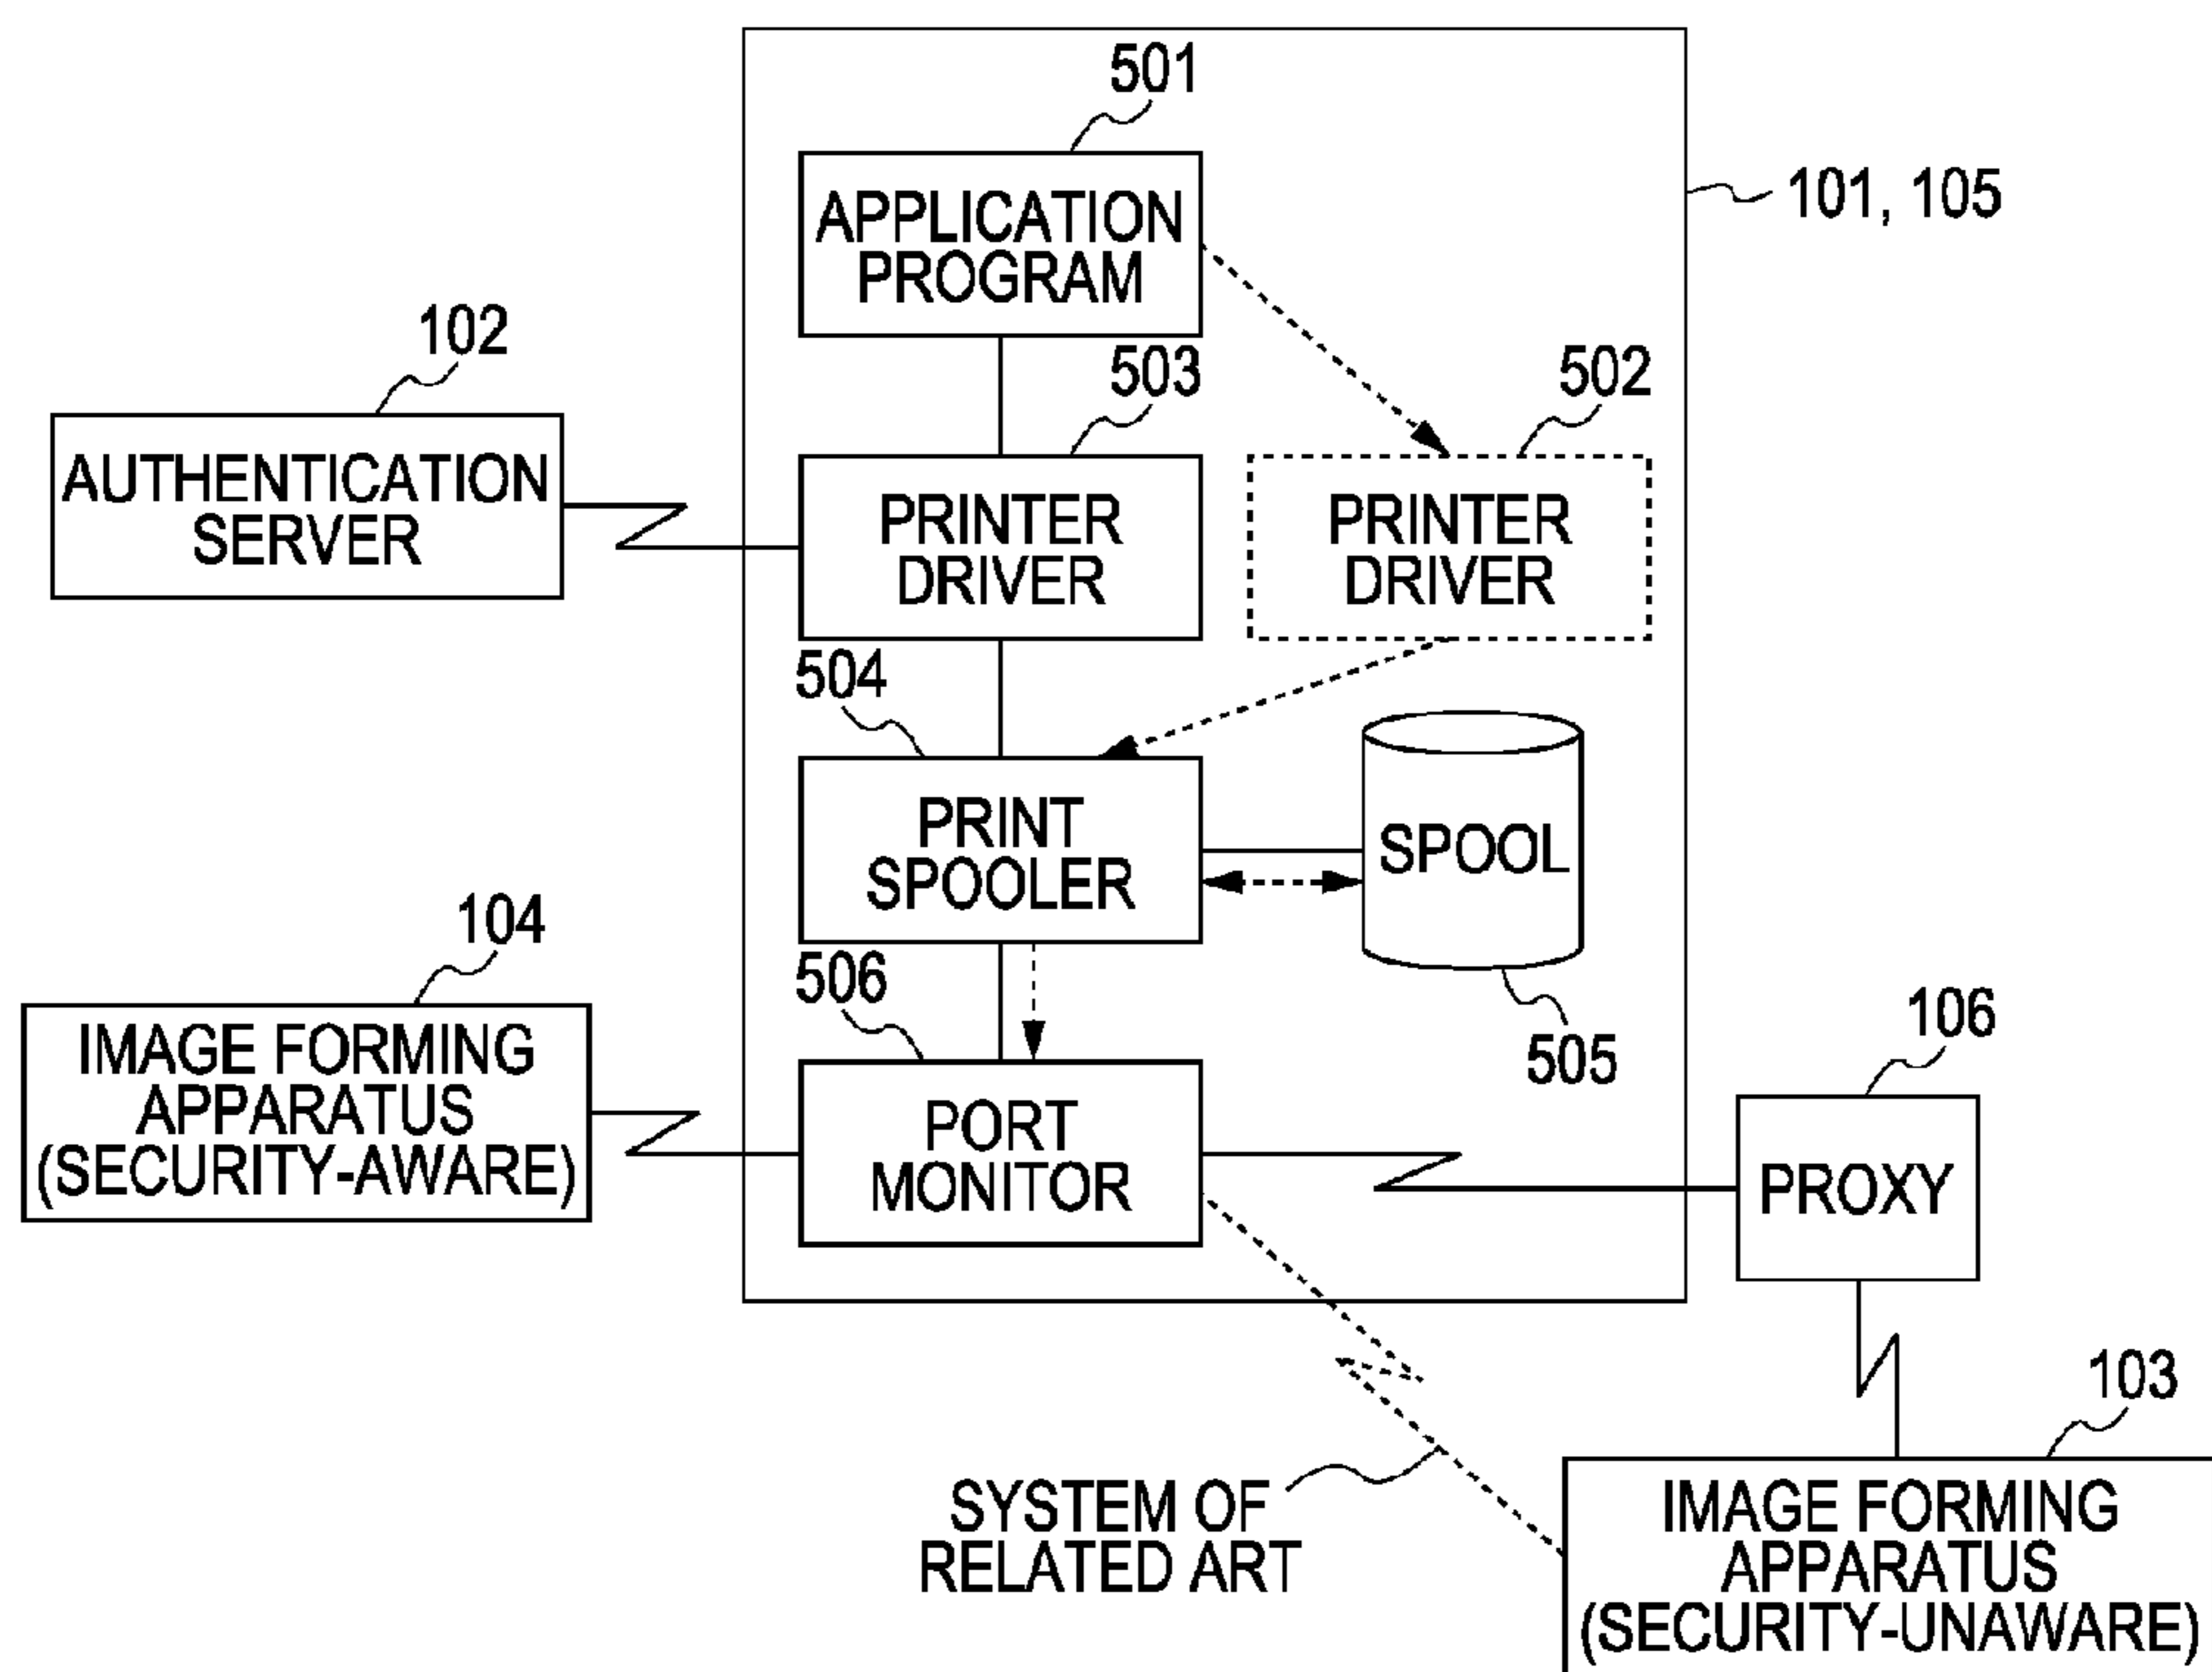 501
APPLICATION
PROGRAM
101, 105
102
503
502
AUTHENTICATION
SERVER
PRINTER
DRIVER
PRINTER
DRIVER
504
PRINT
SPOOLER
SPOOL
104
506
505
106
IMAGE FORMING
APPARATUS
(SECURITY-AWARE)
PORT
MONITOR
PROXY
103
SYSTEM OF
RELATED ART
IMAGE FORMING
APPARATUS
(SECURITY-UNAWARE)